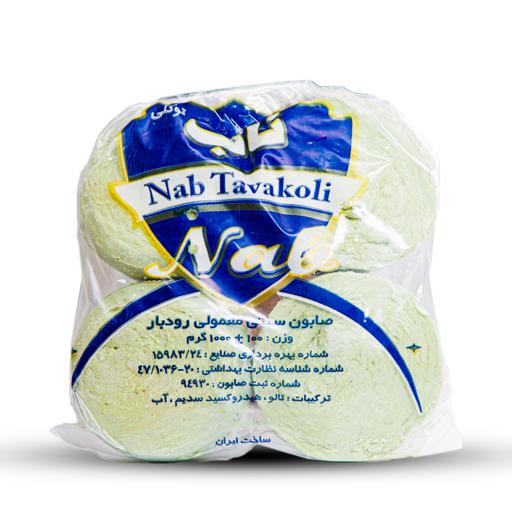 توکلی
ناب
Nab Tavakoli
Nab
صابون سنتی معمولی رودبار
وزن : ۱۰۰ + ۱۰۰۰ گرم
شماره بهره برداری صنایع : ۱۵۹۸۳/۲۴
شماره شناسه نظارت بهداشتی : ۴۷/۱۰۳۶-۲۰
شماره ثبت صابون : ۹۴۹۳۰
ترکیبات : تالو ، هیدروکسید سدیم ، آب
ساخت ایران